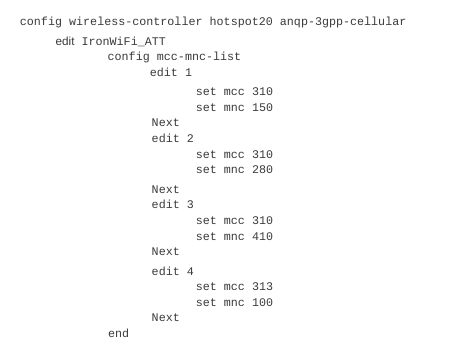 config wireless-controller hotspot20 anqp-3gpp-cellular
edit IronWiFi_ATT
config mcc-mnc-list
edit 1
set mcc 310
set mnc 150
Next
edit 2
set mcc 310
set mnc 280
Next
edit 3
set mcc 310
set mnc 410
Next
edit 4
set mcc 313
set mnc 100
Next
end